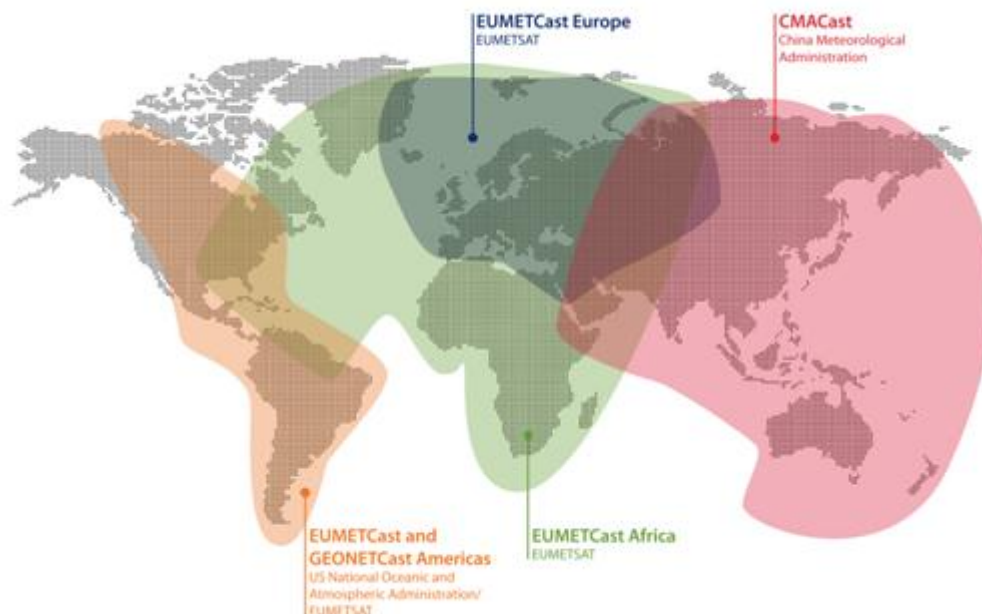 EUMETCast Europe
EUMETSAT
CMACast
China Meteorological
Administration
EUMETCast and
GEONETCast Americas
US National Oceanic and
Atmospheric Administration/
EUMETSAT
EUMETCast Africa
EUMETSAT